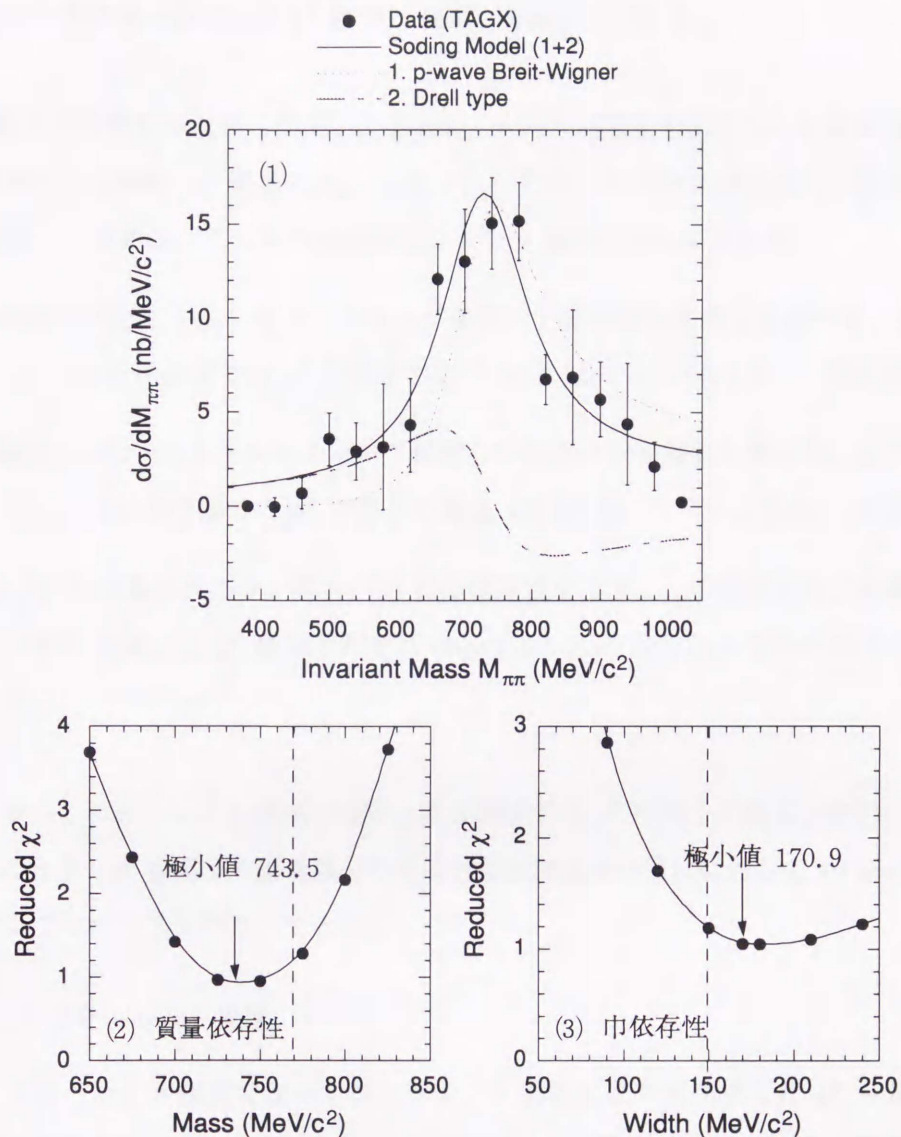 Data (TAGX)
Soding Model (1+2)
1. p-wave Breit-Wigner
2. Drell type
(1)
20
15
10
5
0
-5
dσ/dM_ππ (nb/MeV/c²)
400 500 600 700 800 900 1000
Invariant Mass M_ππ (MeV/c²)
4
3
2
1
0
Reduced χ²
極小値 743.5
(2) 質量依存性
650 700 750 800 850
Mass (MeV/c²)
3
2
1
0
Reduced χ²
極小値 170.9
(3) 巾依存性
50 100 150 200 250
Width (MeV/c²)